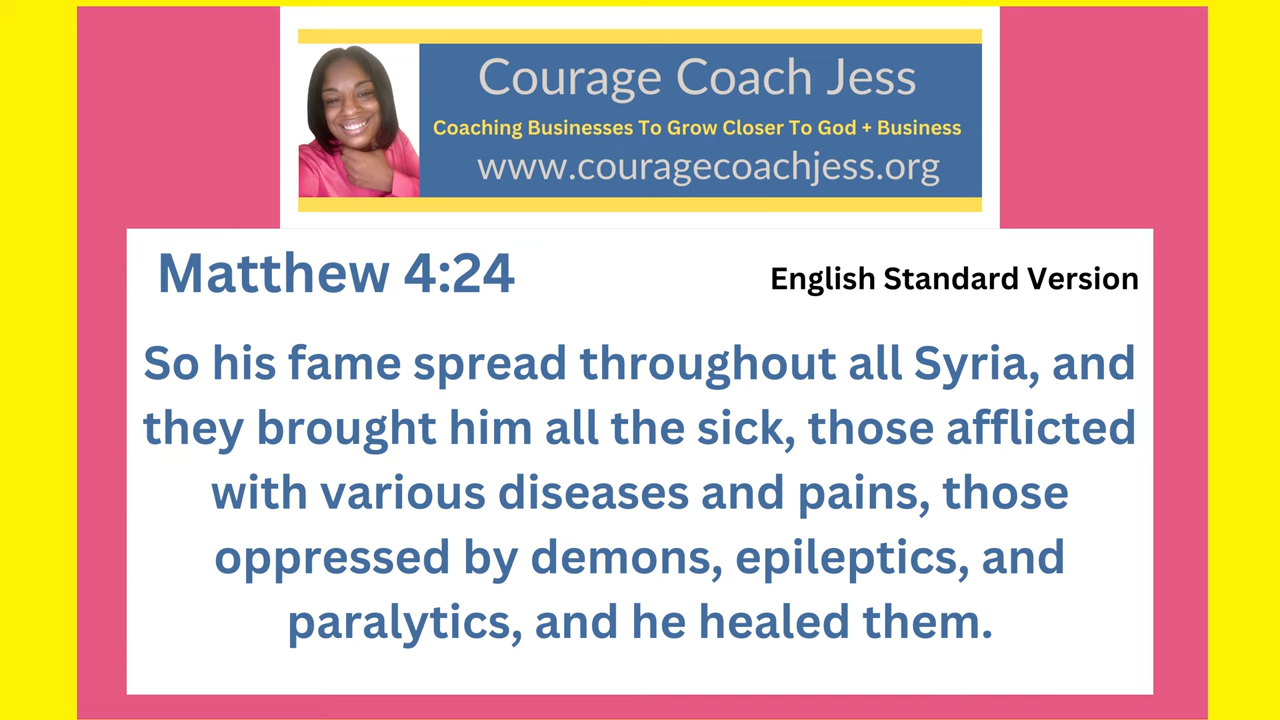 Courage Coach Jess
Coaching Businesses To Grow Closer To God + Business
www.couragecoachjess.org
Matthew 4:24
English Standard Version
So his fame spread throughout all Syria, and
they brought him all the sick, those afflicted
with various diseases and pains, those
oppressed by demons, epileptics, and
paralytics, and he healed them.